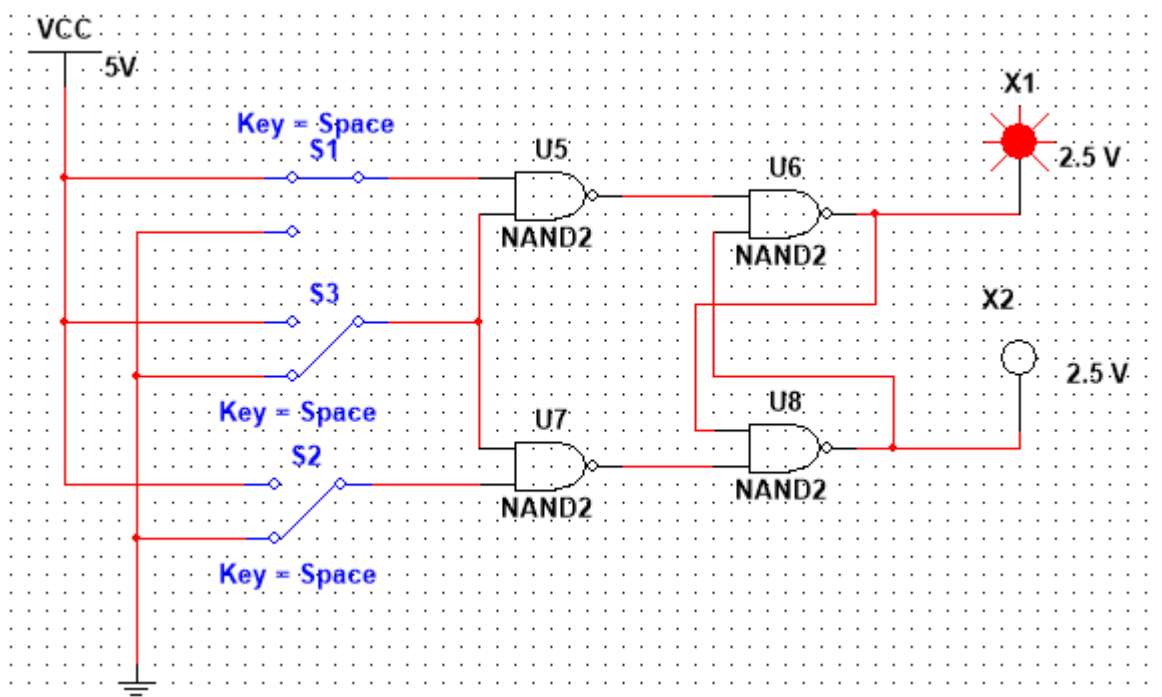 VCC
5V
Key = Space
S1
U5
NAND2
U6
NAND2
X1
2.5 V
S3
Key = Space
X2
2.5 V
U7
NAND2
U8
NAND2
S2
Key = Space